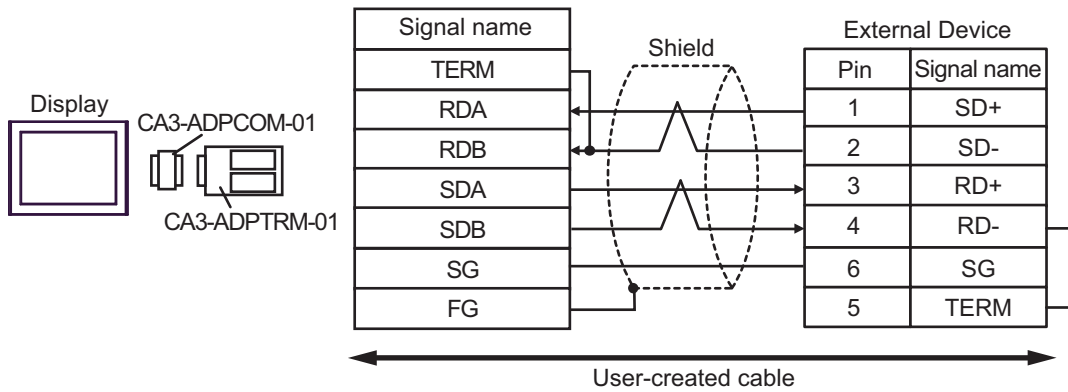 Display
CA3-ADPCOM-01
CA3-ADPTRM-01
Signal name
TERM
RDA
RDB
SDA
SDB
SG
FG
Shield
External Device
Pin Signal name
1 SD+
2 SD-
3 RD+
4 RD-
6 SG
5 TERM
User-created cable